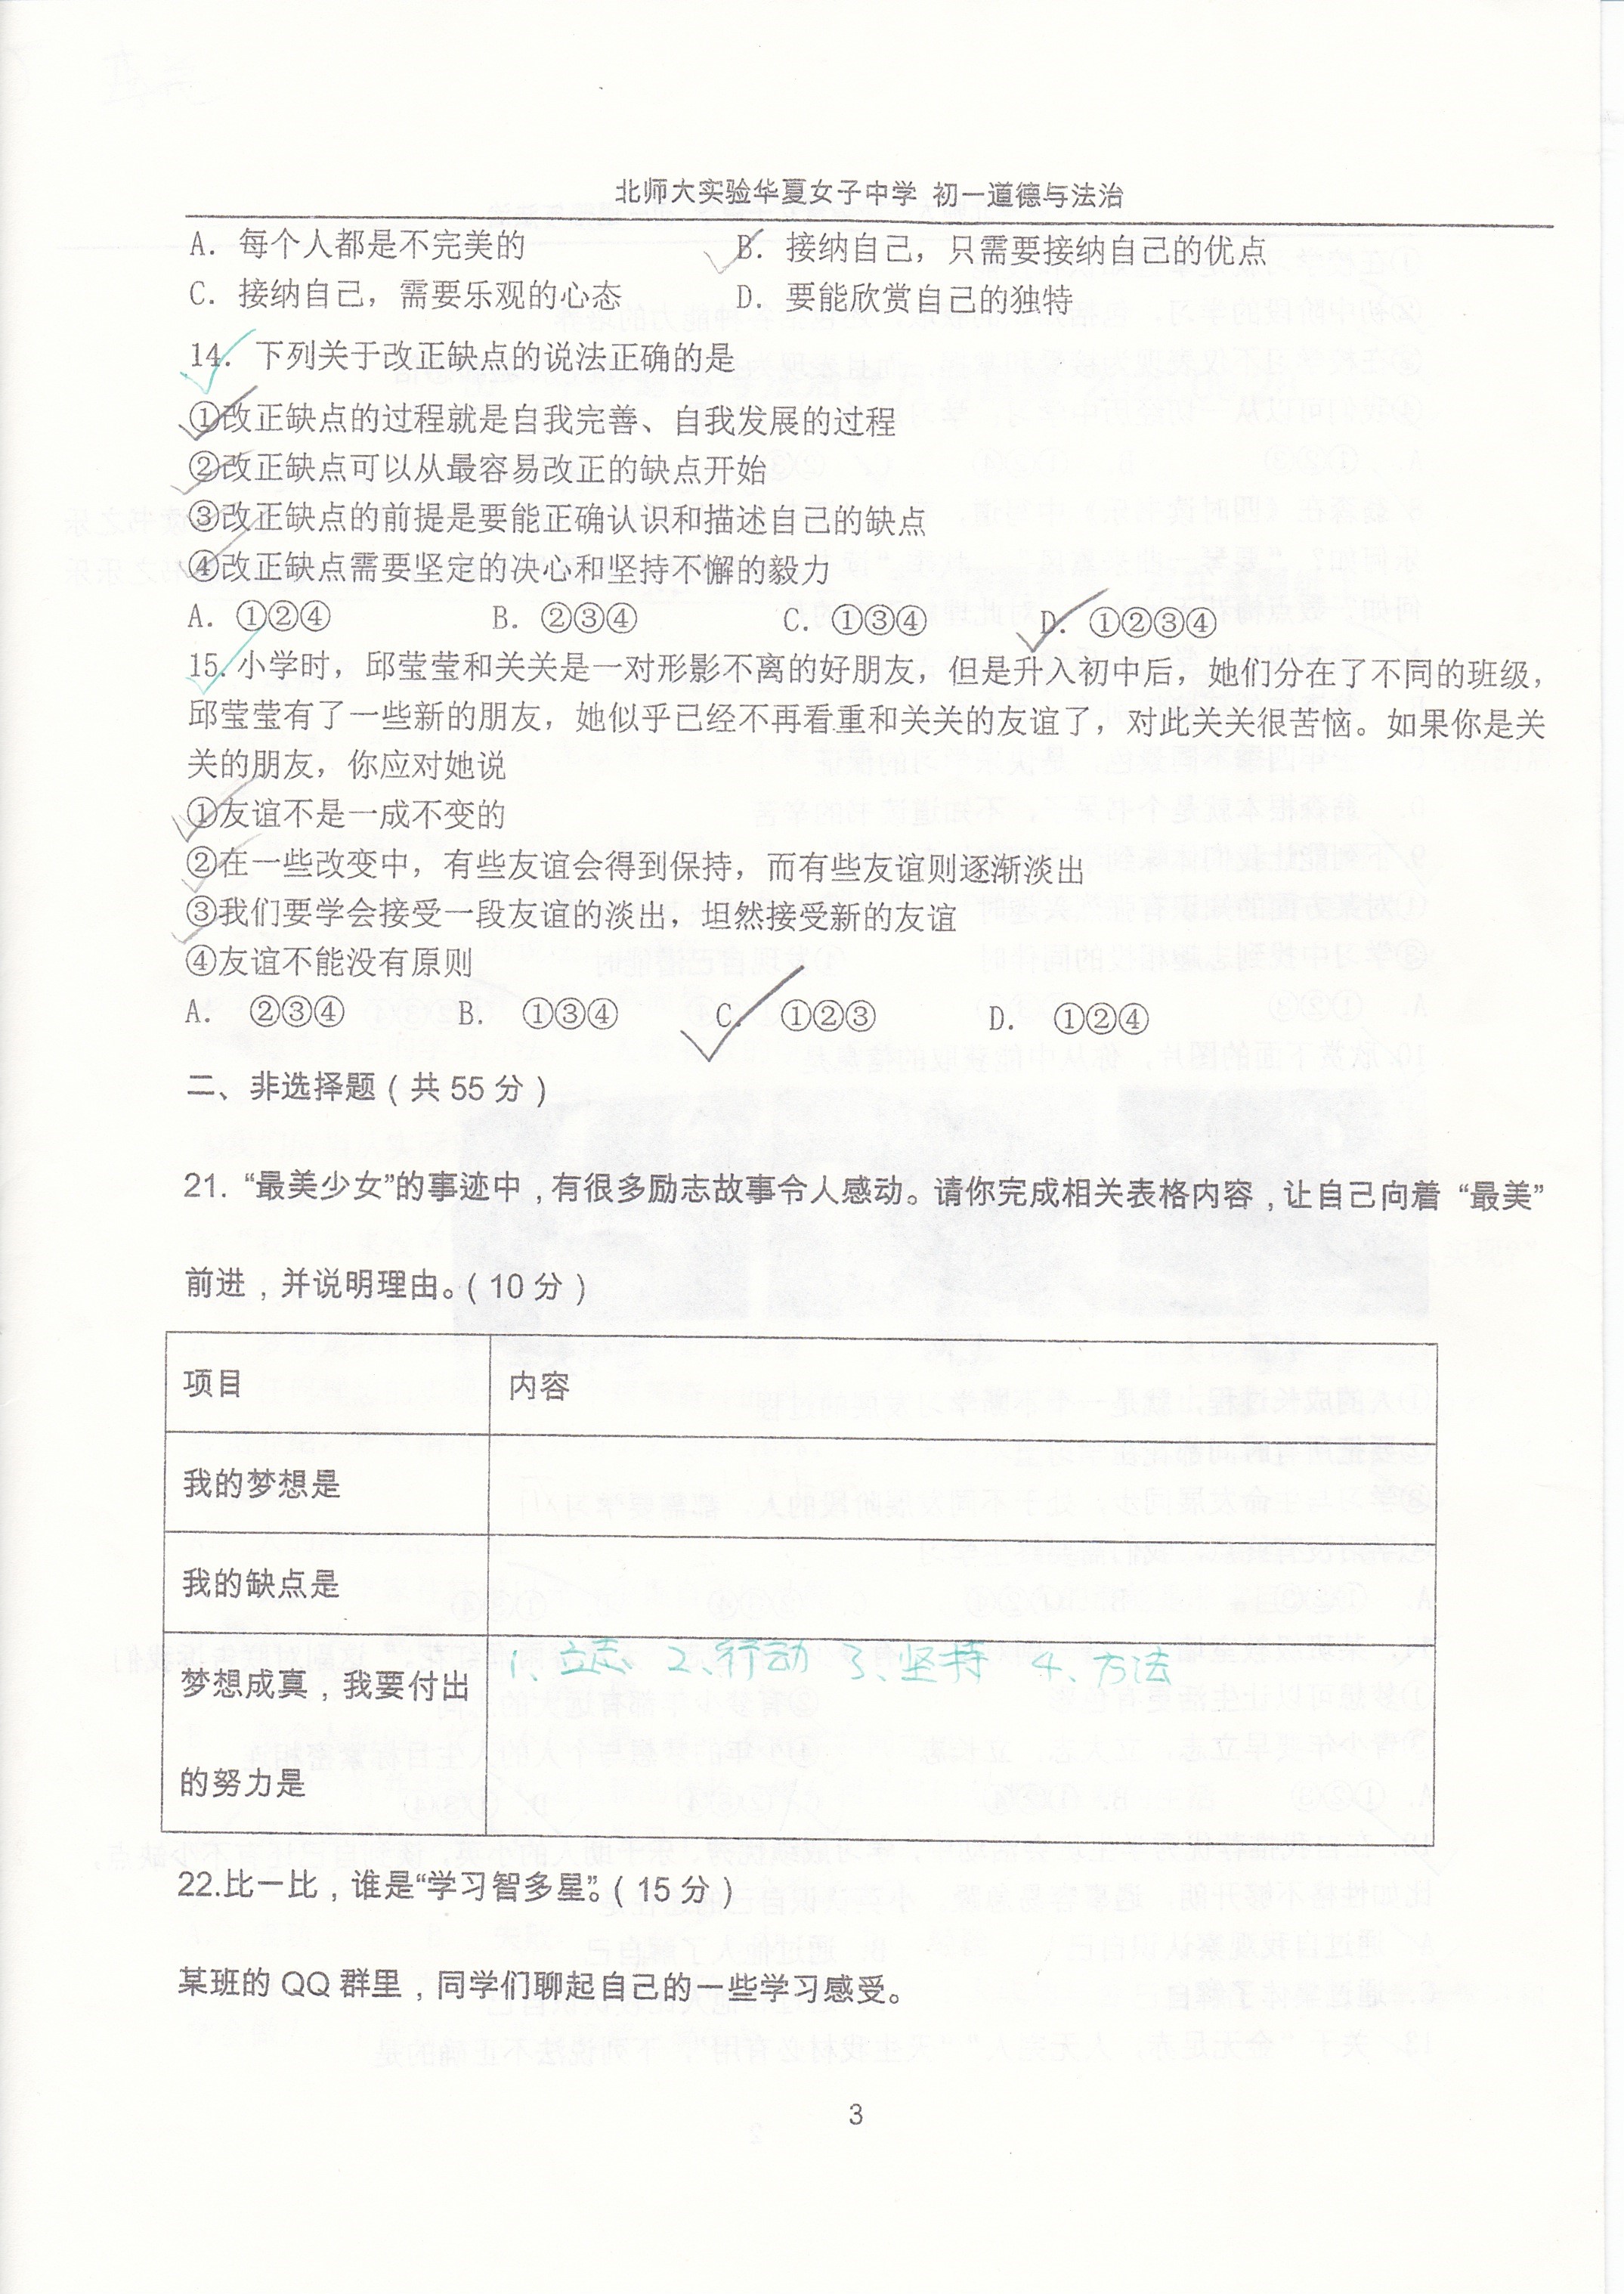 北师大实验华夏女子中学 初一道德与法治
A. 每个人都是不完美的 B. 接纳自己，只需要接纳自己的优点
C. 接纳自己，需要乐观的心态 D. 要能欣赏自己的独特
14. 下列关于改正缺点的说法正确的是
①改正缺点的过程就是自我完善、自我发展的过程
②改正缺点可以从最容易改正的缺点开始
③改正缺点的前提是要能正确认识和描述自己的缺点
④改正缺点需要坚定的决心和坚持不懈的毅力
A. ①②④ B. ②③④ C. ①③④ D. ①②③④
15. 小学时，邱莹莹和关关是一对形影不离的好朋友，但是升入初中后，她们分在了不同的班级，
邱莹莹有了一些新的朋友，她似乎已经不再看重和关关的友谊了，对此关关很苦恼。如果你是关
关的朋友，你应对她说
①友谊不是一成不变的
②在一些改变中，有些友谊会得到保持，而有些友谊则逐渐淡出
③我们要学会接受一段友谊的淡出，坦然接受新的友谊
④友谊不能没有原则
A. ②③④ B. ①③④ C. ①②③ D. ①②④
二、非选择题（共 55 分）
21. “最美少女”的事迹中，有很多励志故事令人感动。请你完成相关表格内容，让自己向着 “最美”
前进，并说明理由。（10 分）
项目 内容
我的梦想是
我的缺点是
1、立志 2、行动 3、坚持 4、方法
梦想成真，我要付出
的努力是
22.比一比，谁是“学习智多星”。（15 分）
某班的 QQ 群里，同学们聊起自己的一些学习感受。
3